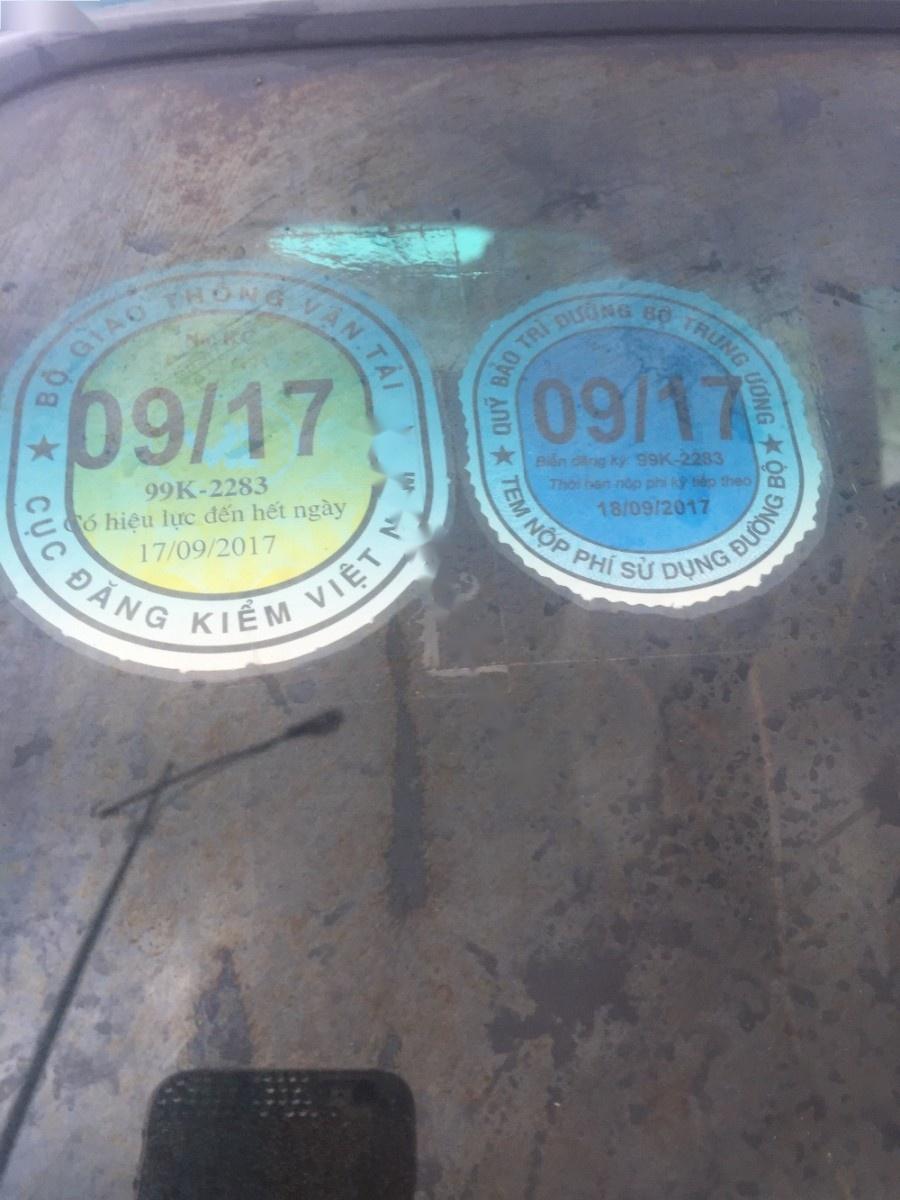 BỘ GIAO THÔNG VẬN TẢI
09/17
99K-2283
Có hiệu lực đến hết ngày
17/09/2017
CỤC ĐĂNG KIỂM VIỆT
QUỸ BẢO TRÌ ĐƯỜNG BỘ TRUNG ƯƠNG
09/17
Biển đăng ký: 99K-2283
Thời hạn nộp phí kỳ tiếp theo
18/09/2017
TEM NỘP PHÍ SỬ DỤNG ĐƯỜNG BỘ